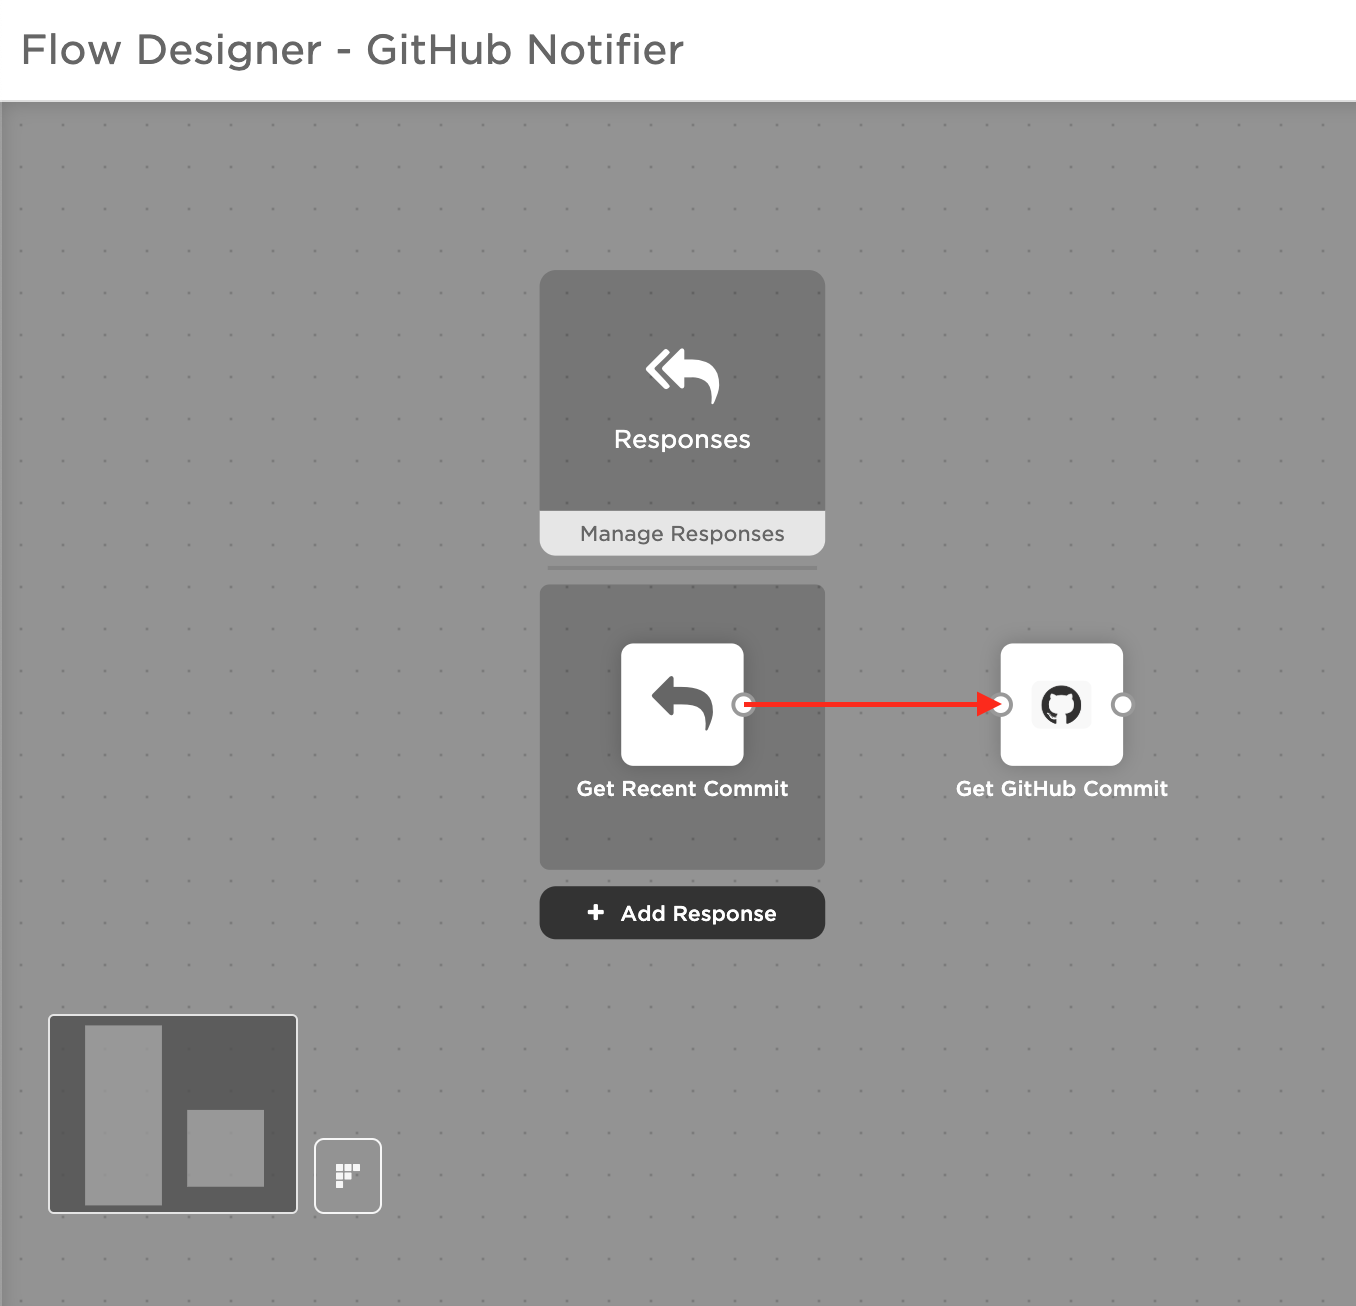 Flow Designer - GitHub Notifier
Responses
Manage Responses
Get Recent Commit
Get GitHub Commit
+ Add Response